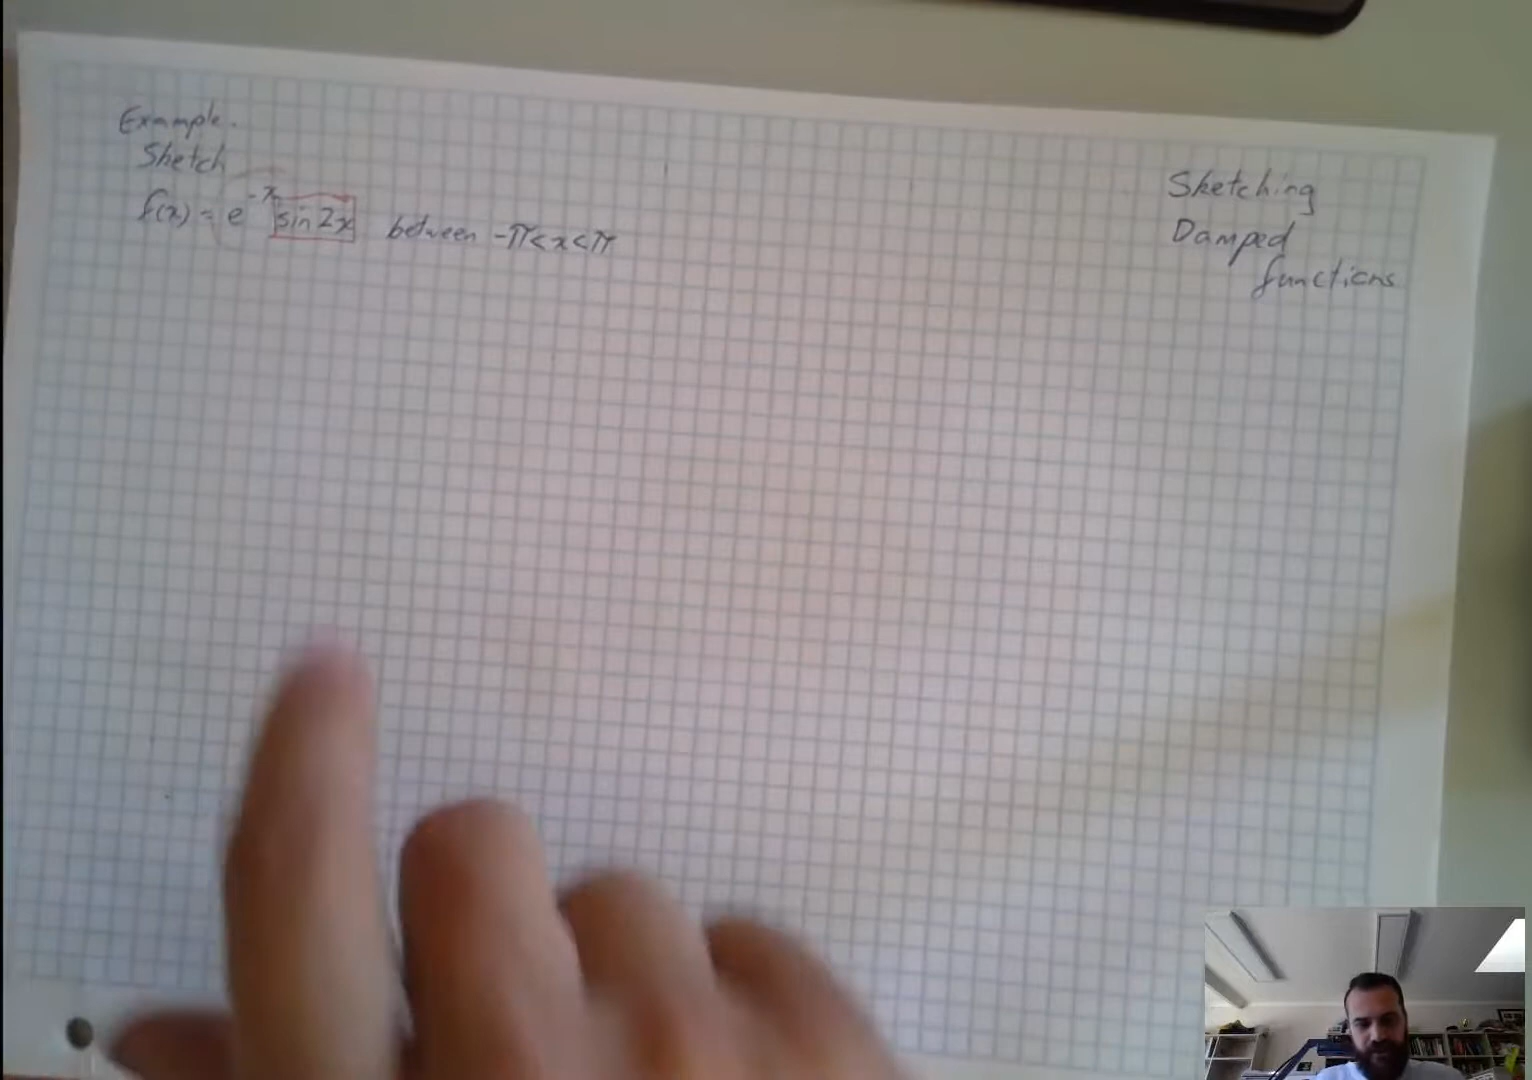 Example.
Sketch
f(x) = e^-x sin 2x between -π < x < π
Sketching
Damped
functions